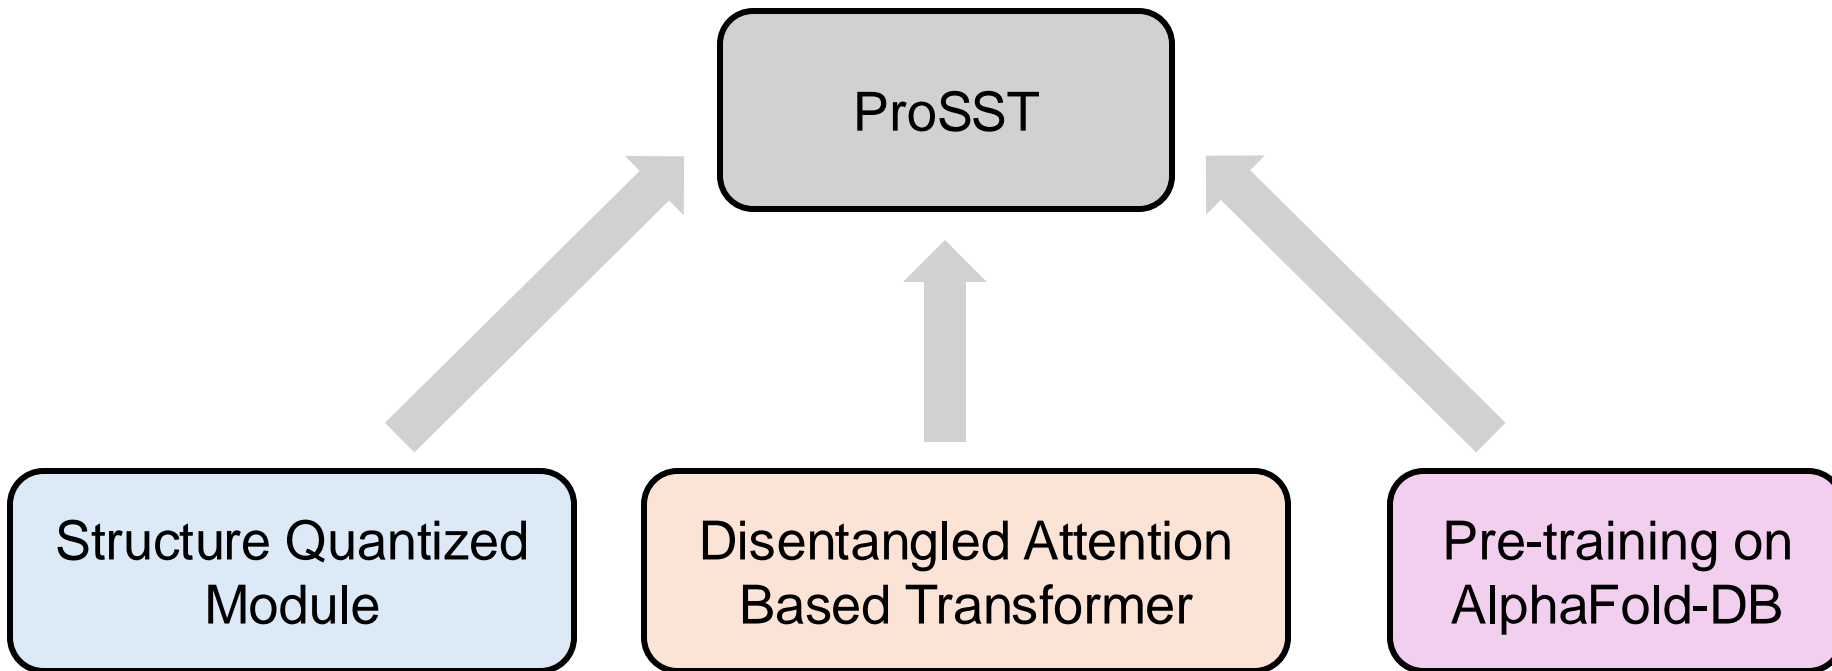 ProSST
Structure Quantized
Module
Disentangled Attention
Based Transformer
Pre-training on
AlphaFold-DB